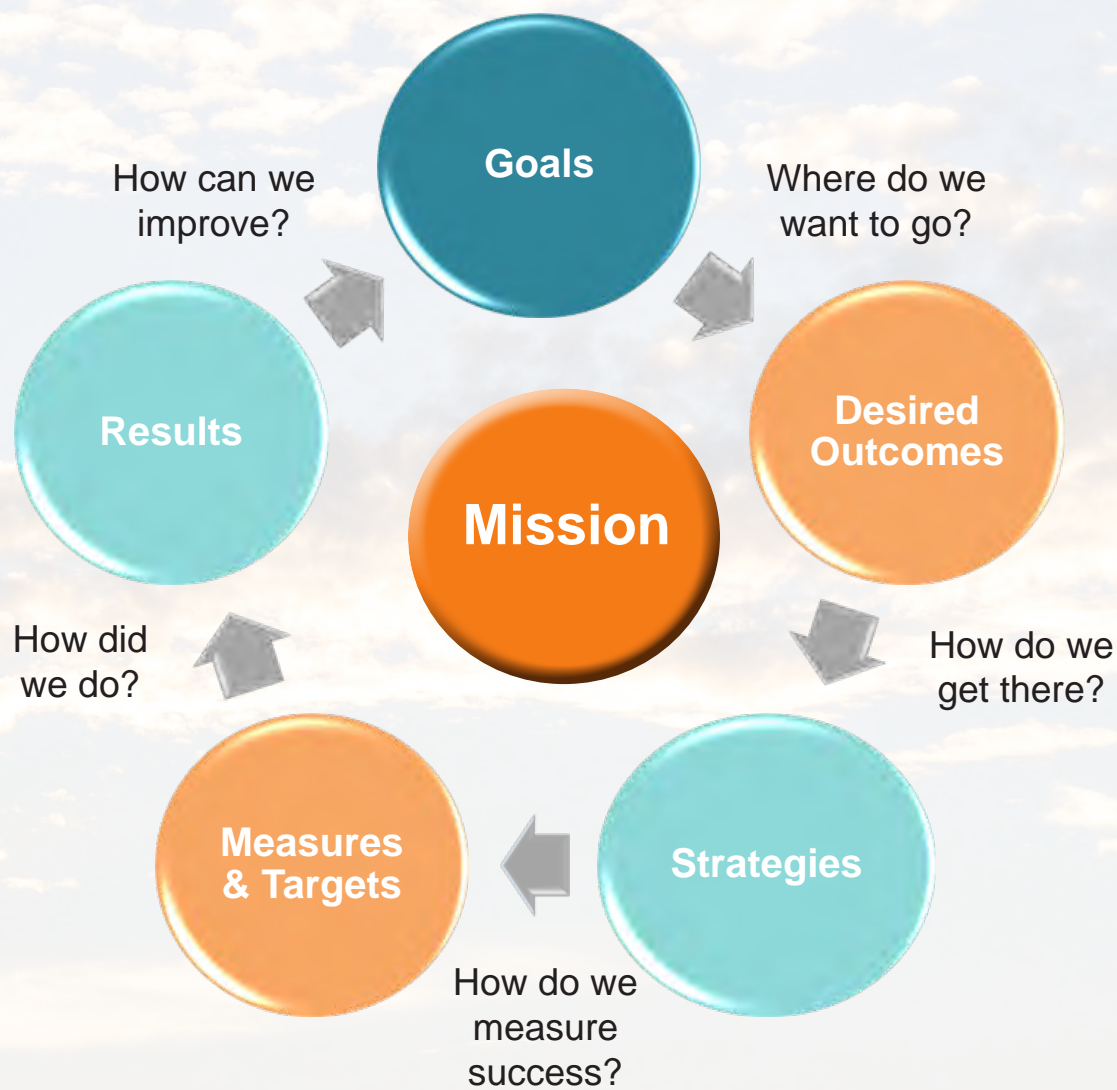 Goals
Where do we
want to go?
Desired
Outcomes
How do we
get there?
Strategies
How do we
measure
success?
Measures
& Targets
How did
we do?
Results
How can we
improve?
Mission